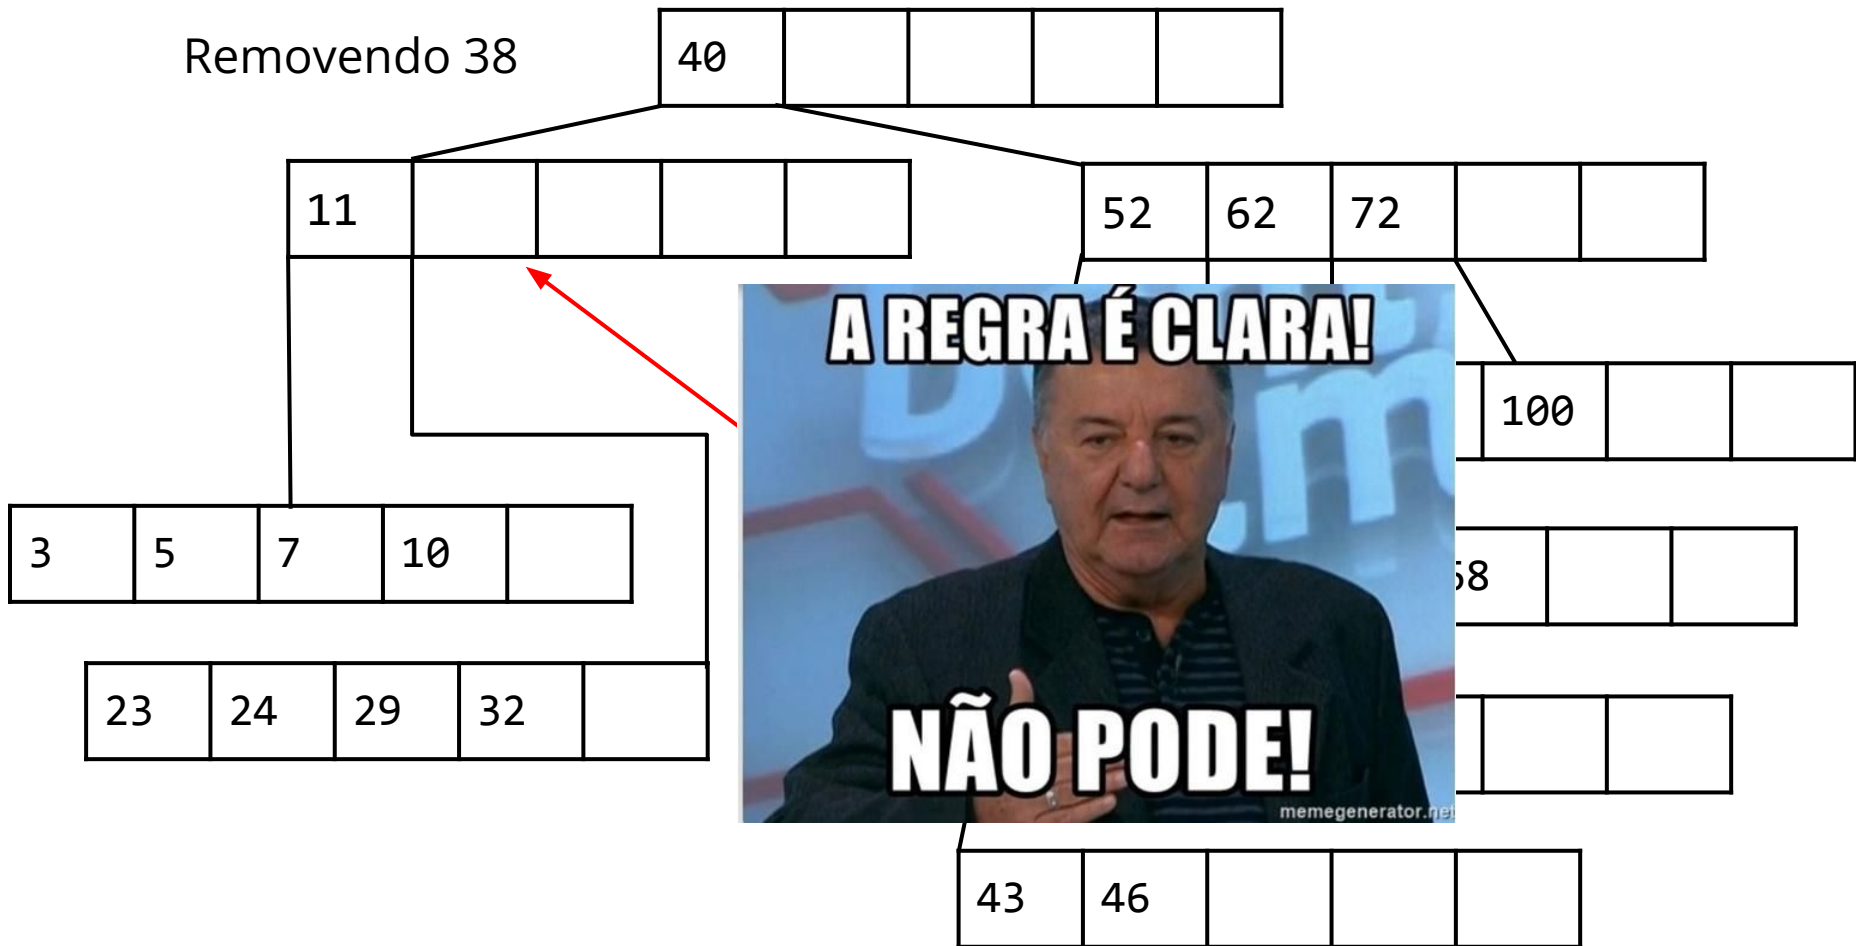 Removendo 38
40
11
52 62 72
A REGRA É CLARA!
100
3 5 7 10
58
23 24 29 32
NÃO PODE!
memegenerator.net
43 46